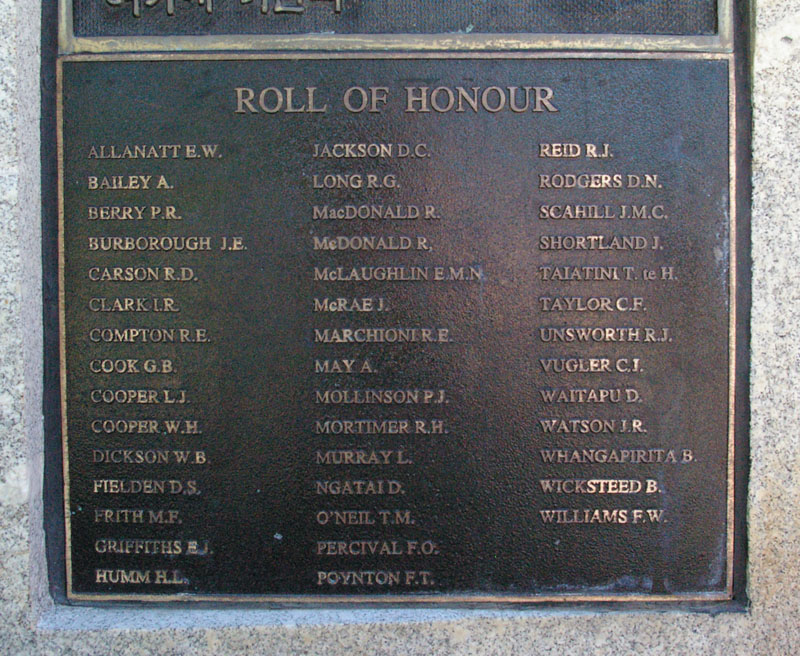 ROLL OF HONOUR
ALLANATT E.W.
BAILEY A.
BERRY P.R.
BURBOROUGH J.E.
CARSON R.D.
CLARK I.R.
COMPTON R.E.
COOK G.B.
COOPER L.J.
COOPER W.H.
DICKSON W.B.
FIELDEN D.S.
FRITH M.F.
GRIFFITHS E.J.
HUMM H.L.
JACKSON D.C.
LONG R.G.
MacDONALD R.
McDONALD R.
McLAUGHLIN E.M.N.
McRAE J.
MARCHIONI R.E.
MAY A.
MOLLINSON P.J.
MORTIMER R.H.
MURRAY L.
NGATAI D.
O'NEIL T.M.
PERCIVAL F.O.
POYNTON F.T.
REID R.J.
RODGERS D.N.
SCAHILL J.M.C.
SHORTLAND J.
TAIATINI T. te H.
TAYLOR C.F.
UNSWORTH R.J.
VUGLER C.J.
WAITAPU D.
WATSON J.R.
WHANGAPIRITA B.
WICKSTEED B.
WILLIAMS F.W.